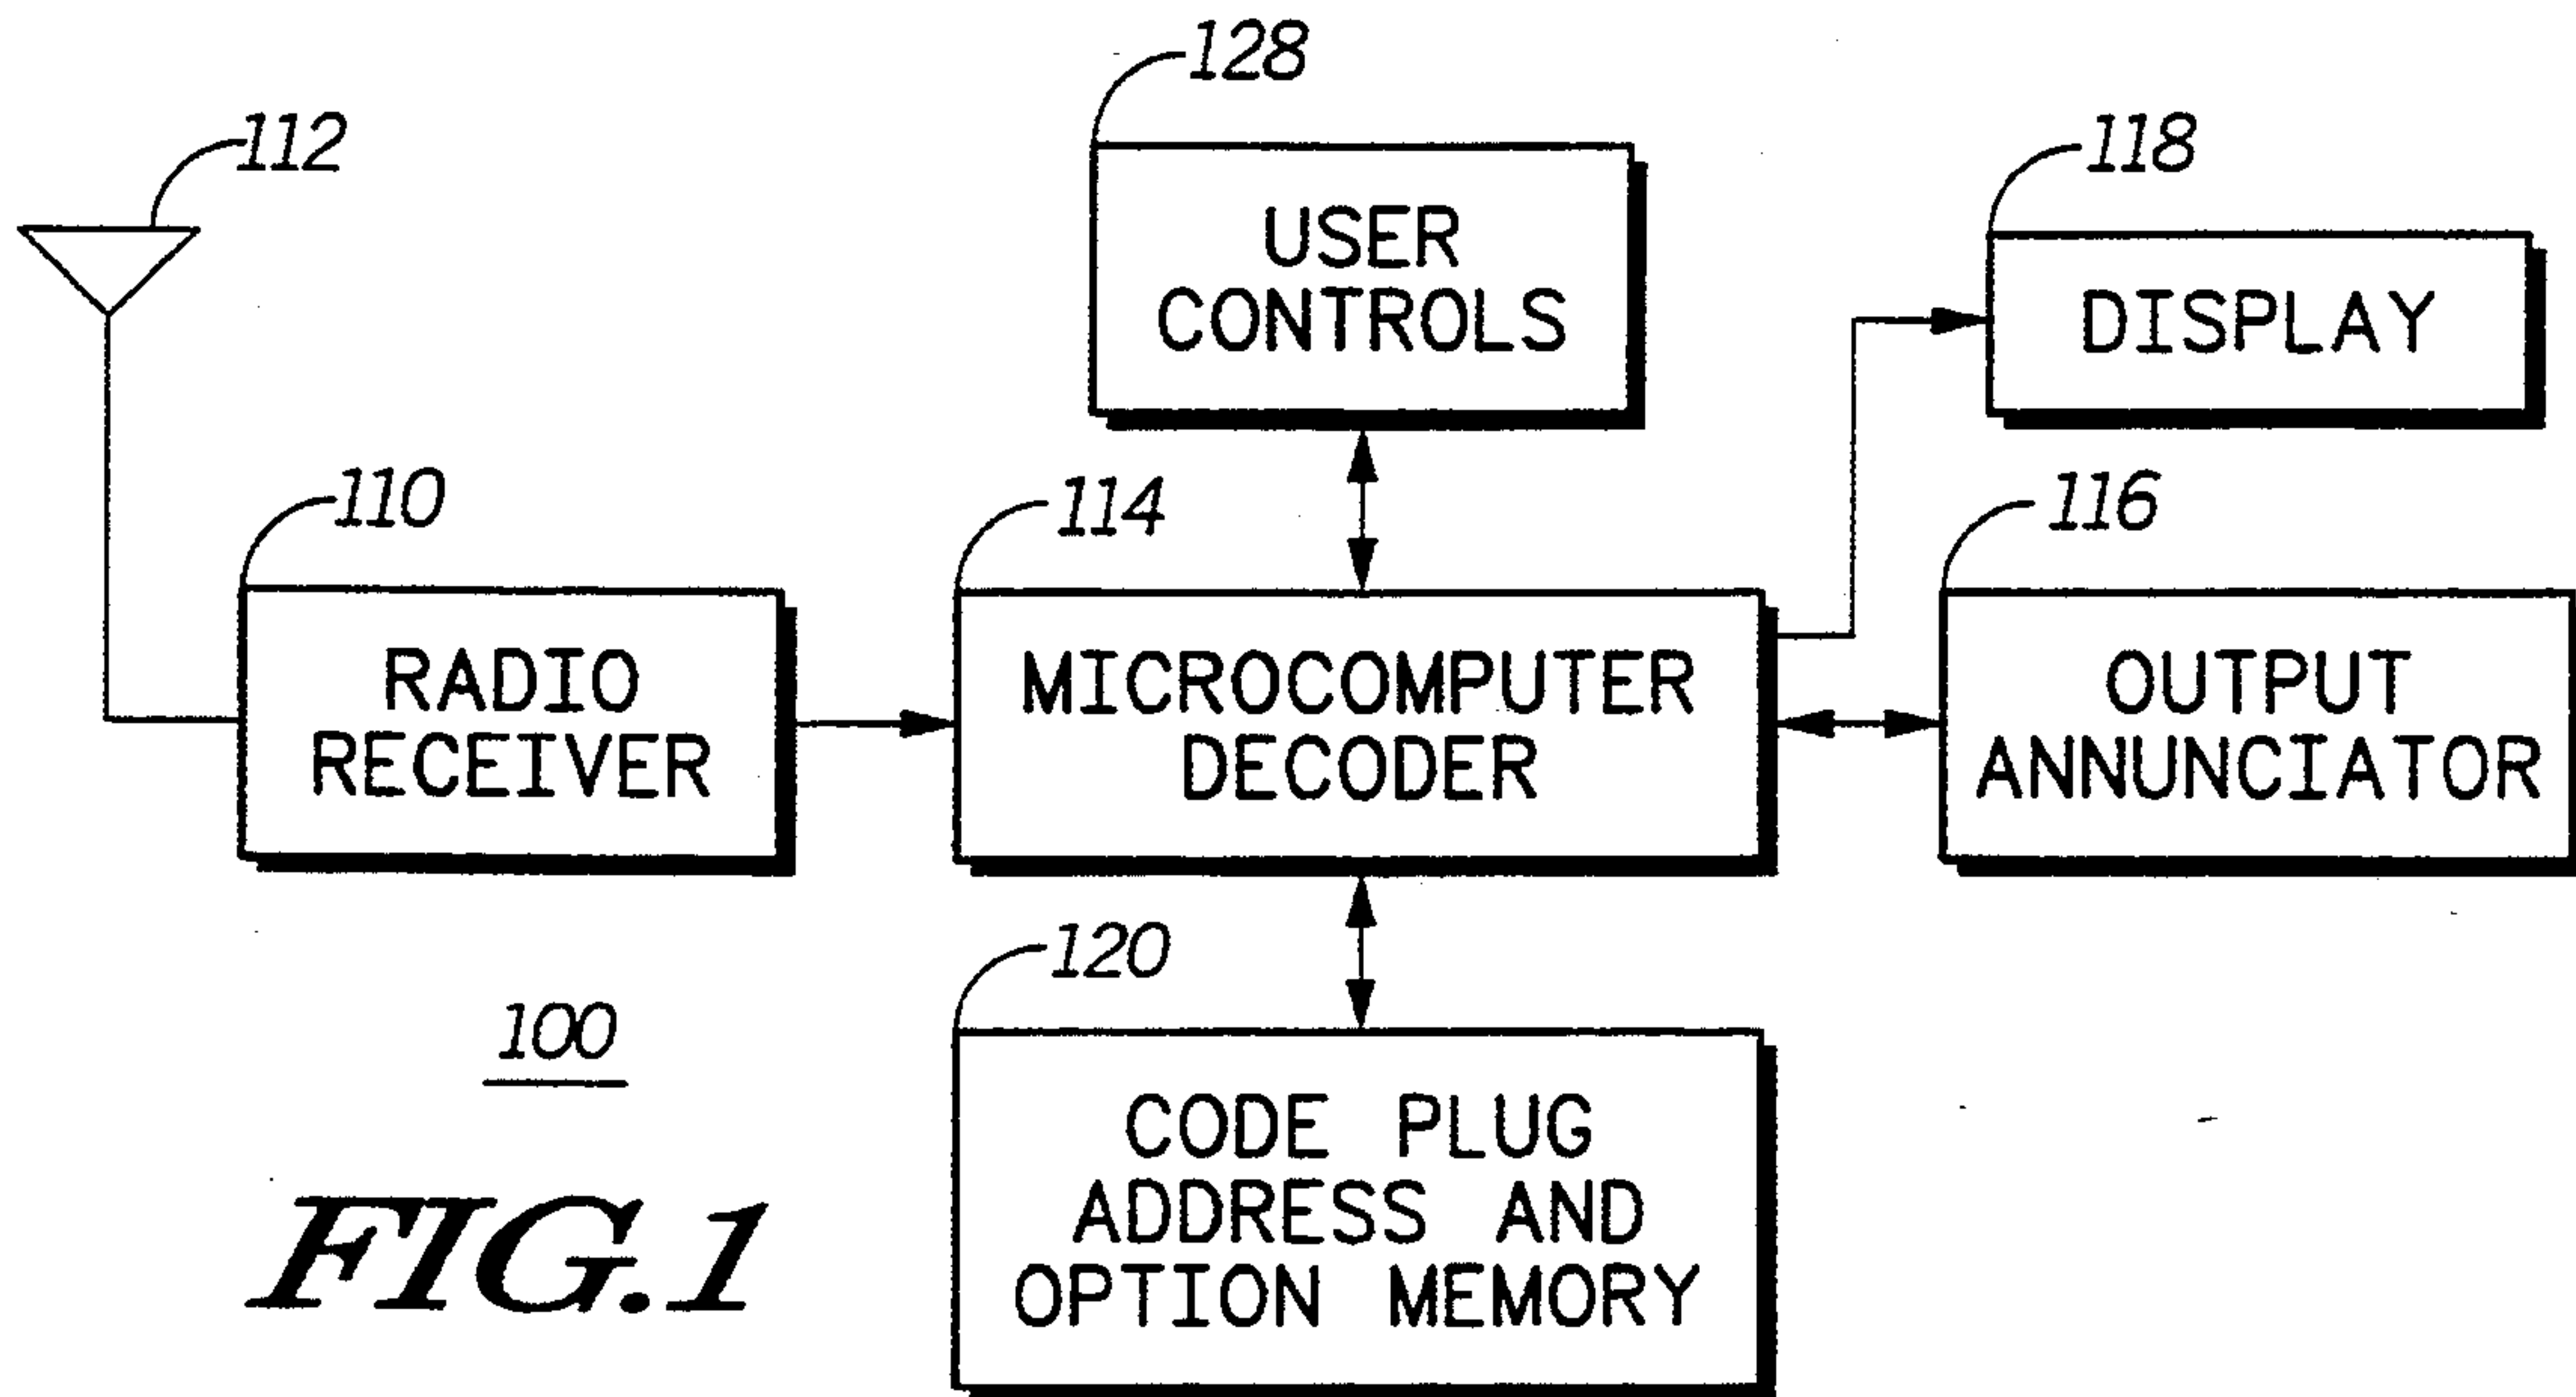 128
112
118
USER
CONTROLS
DISPLAY
110
114
116
RADIO
RECEIVER
MICROCOMPUTER
DECODER
OUTPUT
ANNUNCIATOR
120
100
CODE PLUG
ADDRESS AND
OPTION MEMORY
FIG.1